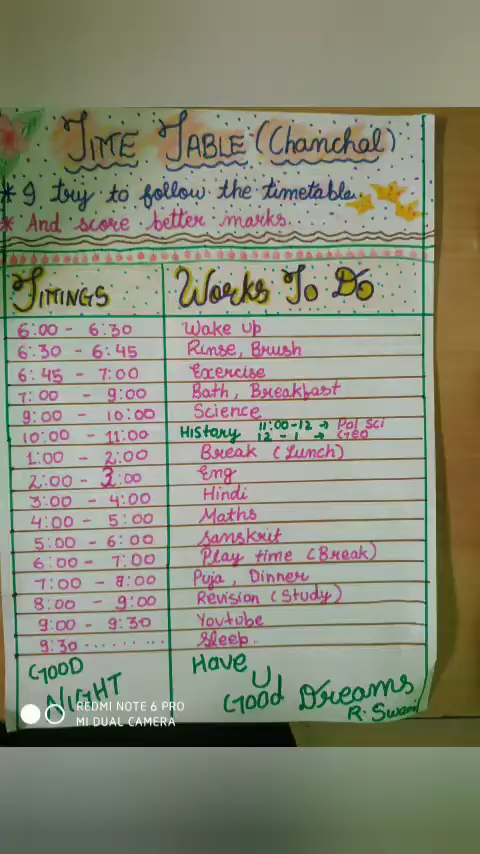 TIME TABLE (Chanchal)
* I try to follow the timetable.
* And score better marks.
TIMINGS Works To Do
6:00 - 6:30 Wake up
6:30 - 6:45 Rinse, Brush
6:45 - 7:00 Exercise
7:00 - 9:00 Bath, Breakfast
9:00 - 10:00 Science
10:00 - 11:00 History 11:00-12 → Pol Sci
12 - 1 → GEO
1:00 - 2:00 Break (Lunch)
2:00 - 3:00 Eng
3:00 - 4:00 Hindi
4:00 - 5:00 Maths
5:00 - 6:00 Sanskrit
6:00 - 7:00 Play time (Break)
7:00 - 8:00 Puja, Dinner
8:00 - 9:00 Revision (Study)
9:00 - 9:30 Youtube
9:30 .......... Sleep.
GOOD NIGHT
Have U Good Dreams
R. Swami
REDMI NOTE 6 PRO
MI DUAL CAMERA